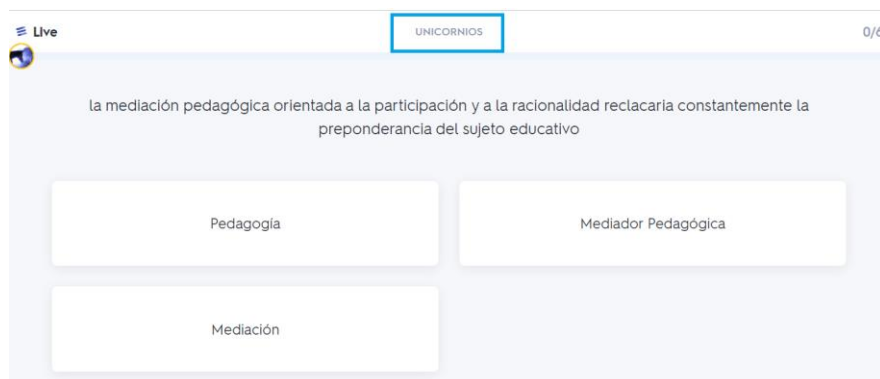 Live
UNICORNIOS
0/6
la mediación pedagógica orientada a la participación y a la racionalidad reclacaria constantemente la
preponderancia del sujeto educativo
Pedagogía
Mediador Pedagógica
Mediación